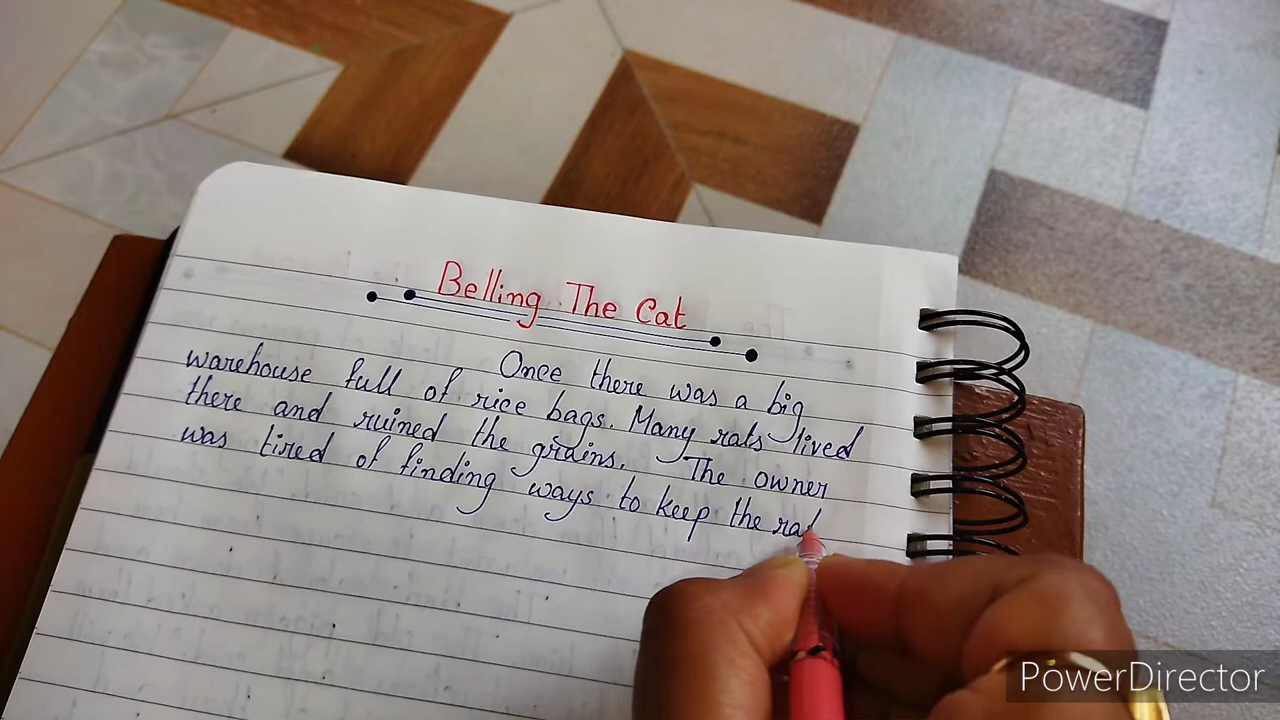 Belling The Cat
Once there was a big
warehouse full of rice bags. Many rats lived
there and ruined the grains. The owner
was tired of finding ways to keep the rat
PowerDirector